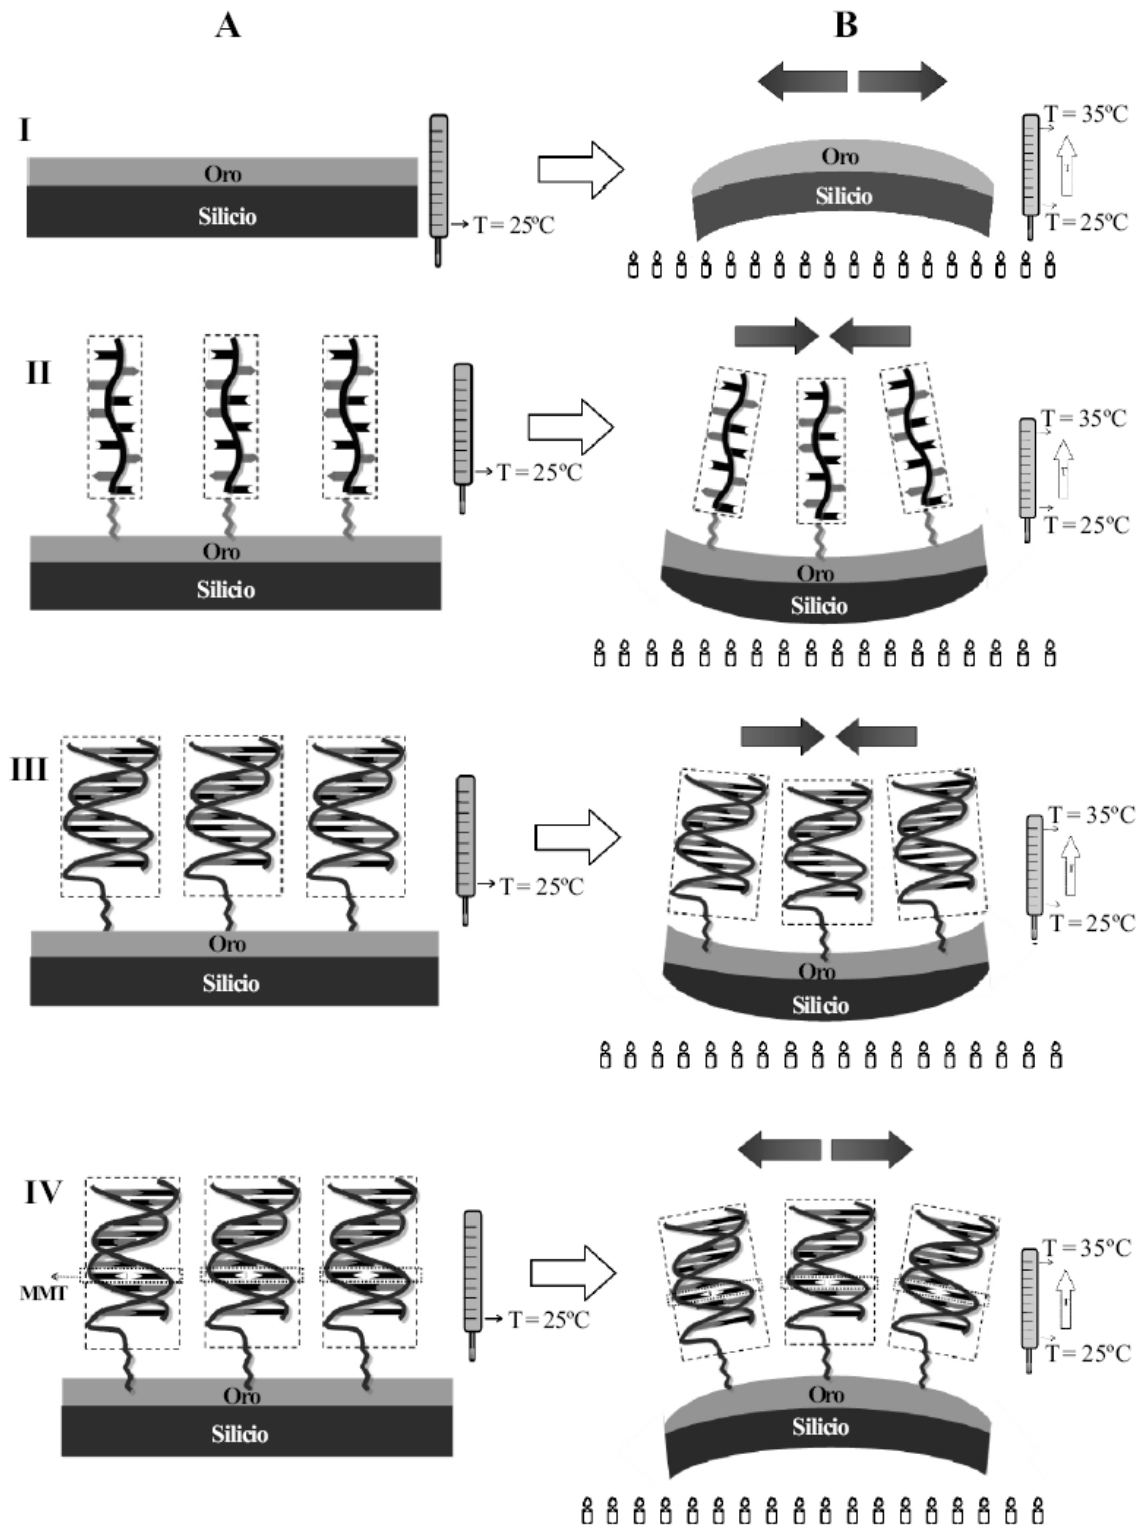 A B
I
Oro
Silicio
T = 25ºC
T = 35ºC
Oro
Silicio
T = 25ºC
II
Oro
Silicio
T = 25ºC
T = 35ºC
T = 25ºC
Oro
Silicio
III
Oro
Silicio
T = 25ºC
T = 35ºC
T = 25ºC
Oro
Silicio
IV
MMT
Oro
Silicio
T = 25ºC
T = 35ºC
T = 25ºC
Oro
Silicio